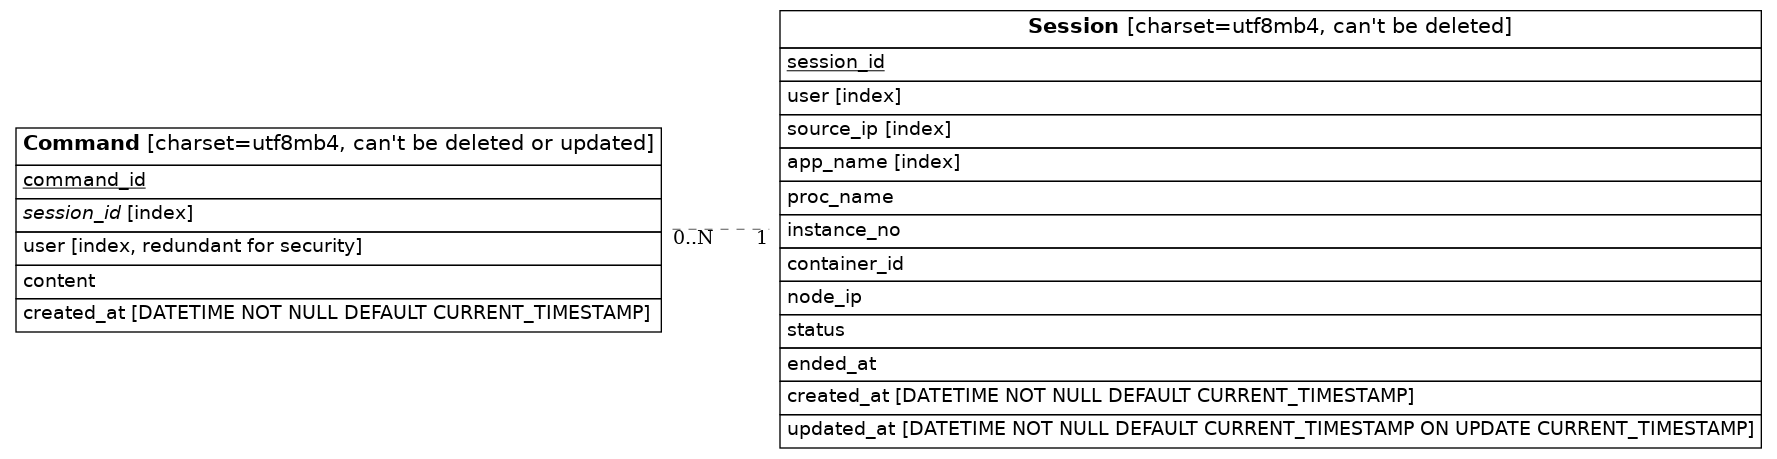 Command [charset=utf8mb4, can't be deleted or updated]
command_id
session_id [index]
user [index, redundant for security]
content
created_at [DATETIME NOT NULL DEFAULT CURRENT_TIMESTAMP]
0..N 1
Session [charset=utf8mb4, can't be deleted]
session_id
user [index]
source_ip [index]
app_name [index]
proc_name
instance_no
container_id
node_ip
status
ended_at
created_at [DATETIME NOT NULL DEFAULT CURRENT_TIMESTAMP]
updated_at [DATETIME NOT NULL DEFAULT CURRENT_TIMESTAMP ON UPDATE CURRENT_TIMESTAMP]